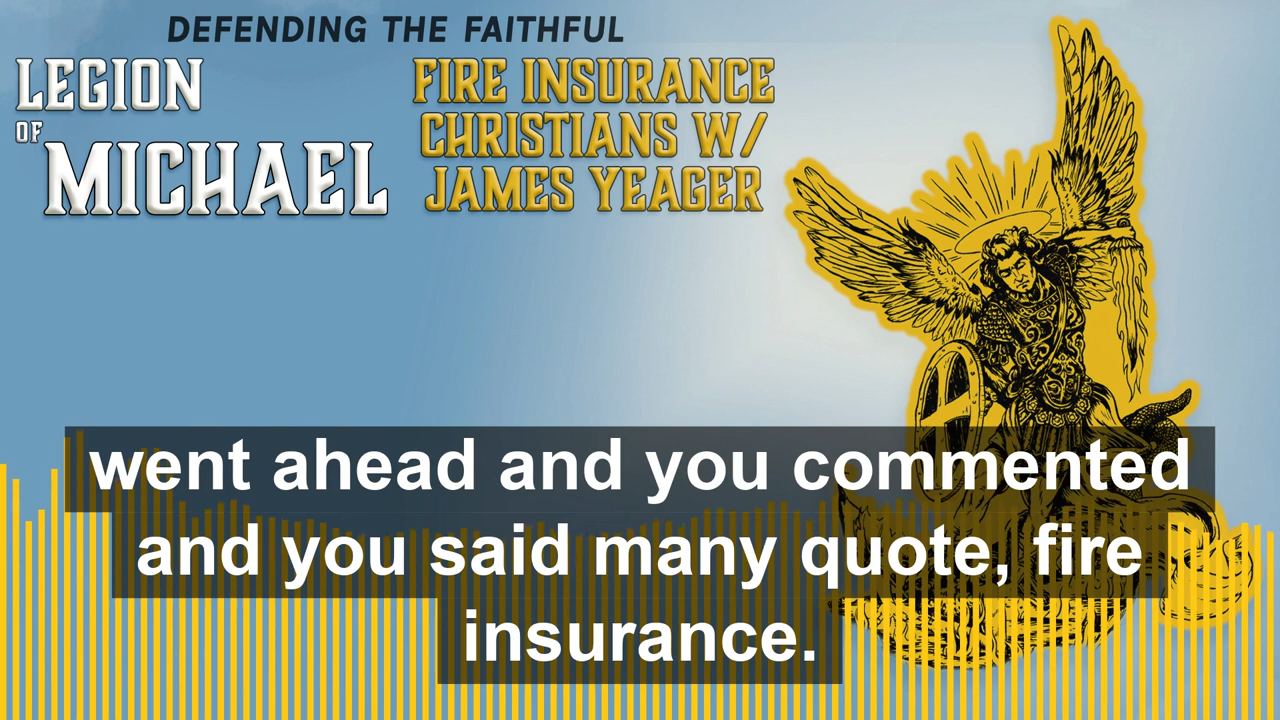 DEFENDING THE FAITHFUL
LEGION
OF
MICHAEL
FIRE INSURANCE
CHRISTIANS W/
JAMES YEAGER
went ahead and you commented
and you said many quote, fire
insurance.